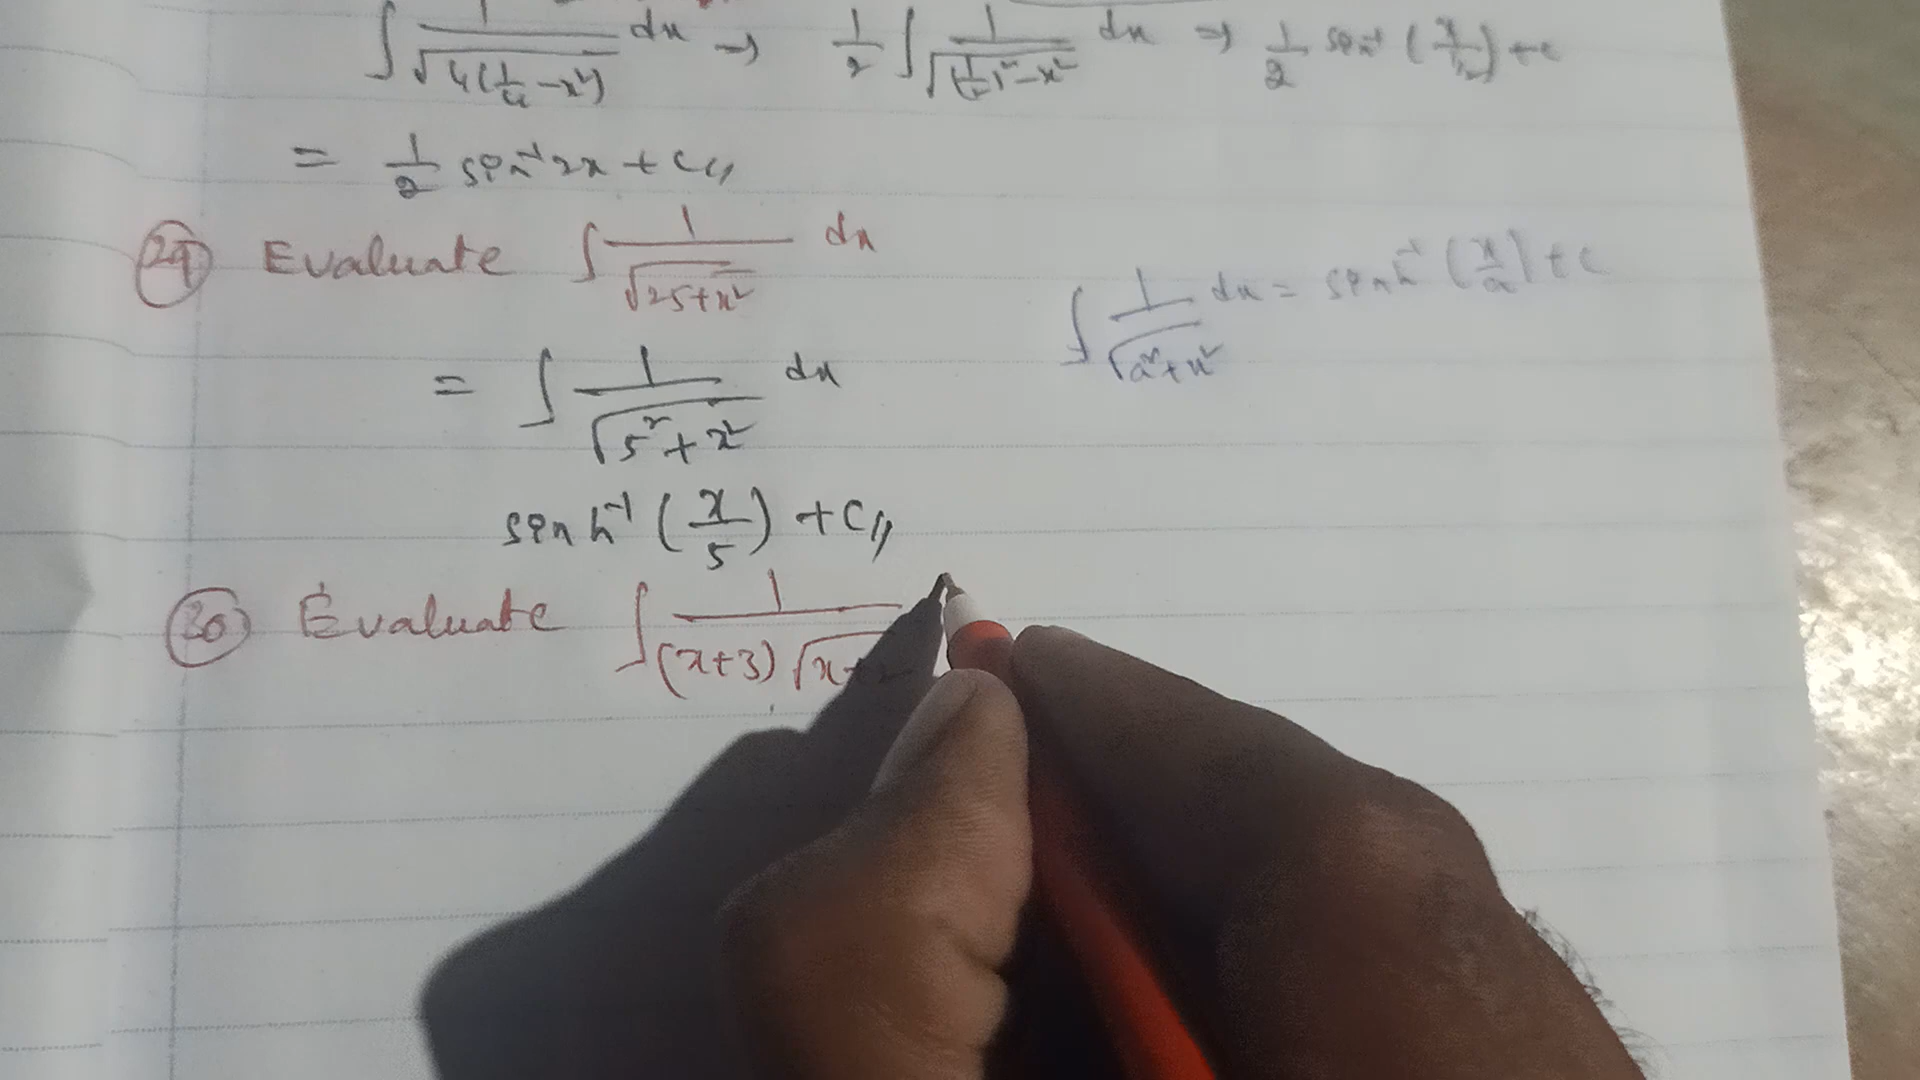 ∫ 1/√4(1/4 - x²) dx ⇒ 1/2 ∫ 1/√(1/2)² - x² dx ⇒ 1/2 sin⁻¹ (x/1/2) + c
= 1/2 sin⁻¹ 2x + c//
29 Evaluate ∫ 1/√25+x² dx
∫ 1/√a²+x² dx = sinh⁻¹ (x/a) + c
= ∫ 1/√5²+x² dx
sinh⁻¹ (x/5) + c//
30 Evaluate ∫ 1/(x+3)√x+2